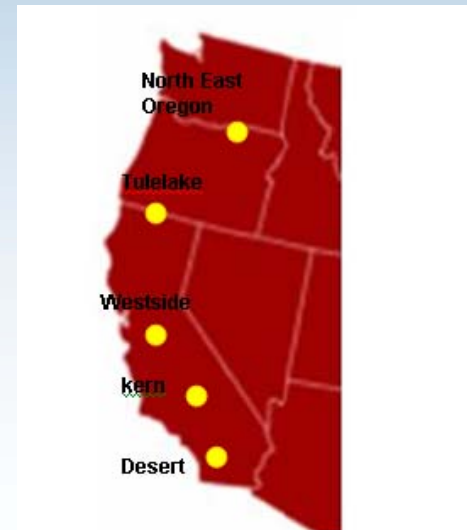 North East
Oregon
Tulelake
Westside
kern
Desert